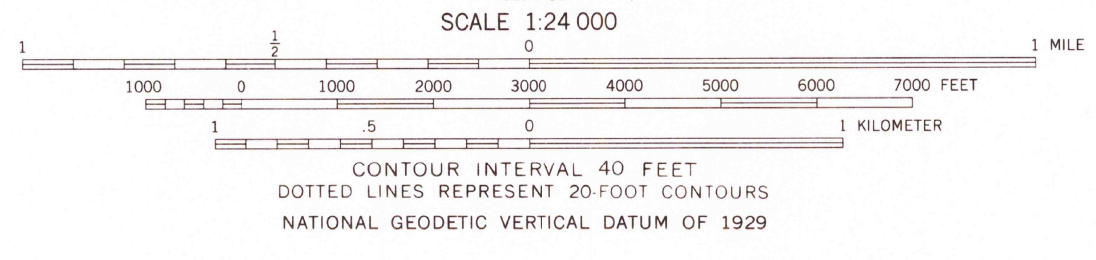 SCALE 1:24 000
1 1/2 0 1 MILE
1000 0 1000 2000 3000 4000 5000 6000 7000 FEET
1 .5 0 1 KILOMETER
CONTOUR INTERVAL 40 FEET
DOTTED LINES REPRESENT 20-FOOT CONTOURS
NATIONAL GEODETIC VERTICAL DATUM OF 1929